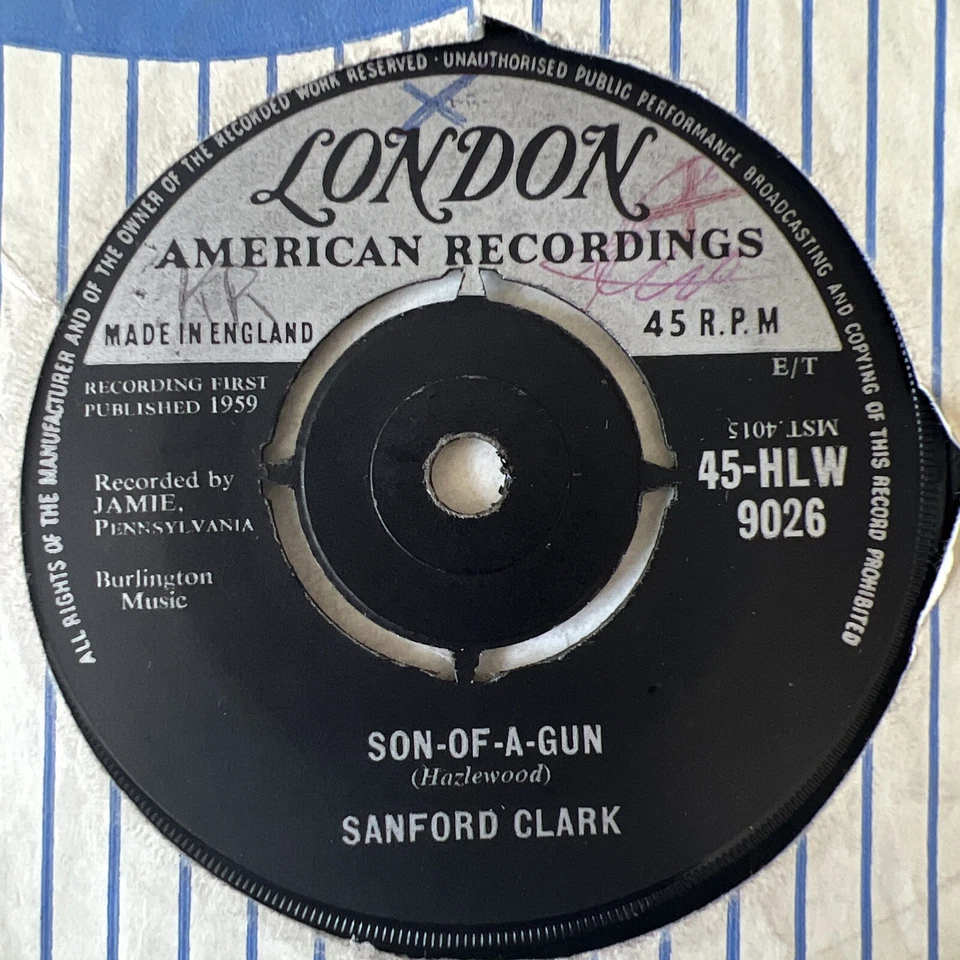 ALL RIGHTS OF THE MANUFACTURER AND OF THE OWNER OF THE RECORDED WORK RESERVED · UNAUTHORISED PUBLIC PERFORMANCE BROADCASTING AND COPYING OF THIS RECORD PROHIBITED
LONDON
AMERICAN RECORDINGS
KR
MADE IN ENGLAND
45 R.P.M
E/T
RECORDING FIRST
PUBLISHED 1959
MST. 4015
45-HLW
9026
Recorded by
JAMIE,
PENNSYLVANIA
Burlington
Music
SON-OF-A-GUN
(Hazlewood)
SANFORD CLARK